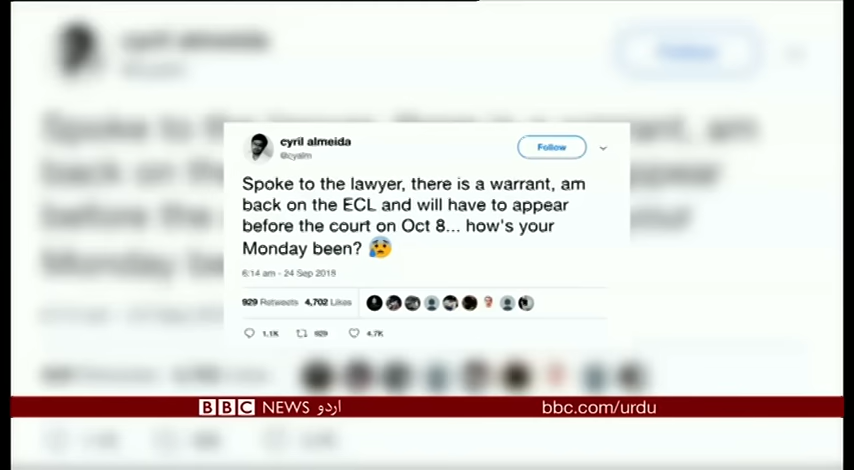 cyril almeida
@cyalm
Follow
Spoke to the lawyer, there is a warrant, am
back on the ECL and will have to appear
before the court on Oct 8... how's your
Monday been? 😰
6:14 am - 24 Sep 2018
929 Retweets 4,702 Likes
1.1K 929 4.7K
BBC NEWS اردو bbc.com/urdu